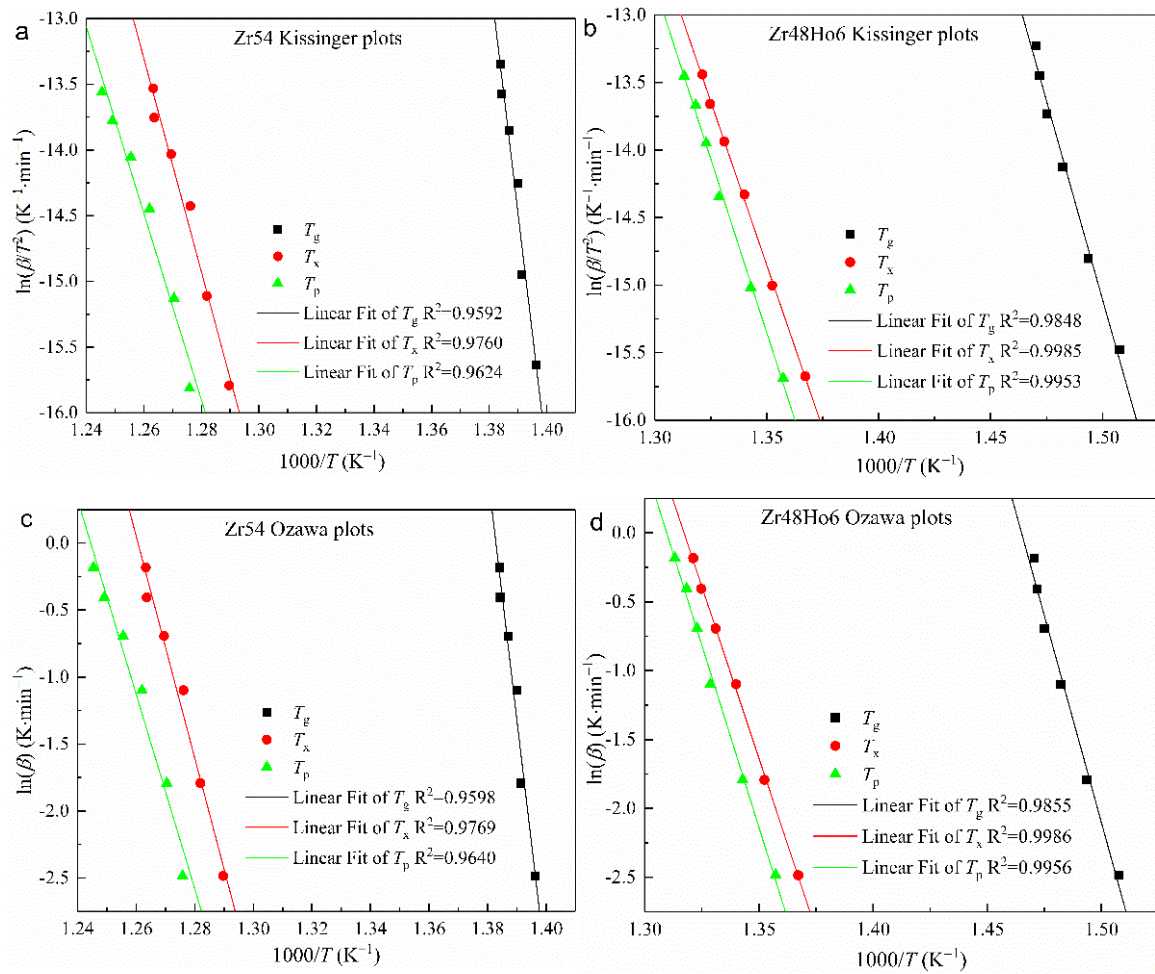 a
Zr54 Kissinger plots
ln(β/T²) (K⁻¹·min⁻¹)
-13.0
-13.5
-14.0
-14.5
-15.0
-15.5
-16.0
T_g
T_x
T_p
Linear Fit of T_g R²=0.9592
Linear Fit of T_x R²=0.9760
Linear Fit of T_p R²=0.9624
1.24 1.26 1.28 1.30 1.32 1.34 1.36 1.38 1.40
1000/T (K⁻¹)
b
Zr48Ho6 Kissinger plots
ln(β/T²) (K⁻¹·min⁻¹)
-13.0
-13.5
-14.0
-14.5
-15.0
-15.5
-16.0
T_g
T_x
T_p
Linear Fit of T_g R²=0.9848
Linear Fit of T_x R²=0.9985
Linear Fit of T_p R²=0.9953
1.30 1.35 1.40 1.45 1.50
1000/T (K⁻¹)
c
Zr54 Ozawa plots
ln(β) (K·min⁻¹)
0.0
-0.5
-1.0
-1.5
-2.0
-2.5
T_g
T_x
T_p
Linear Fit of T_g R²=0.9598
Linear Fit of T_x R²=0.9769
Linear Fit of T_p R²=0.9640
1.24 1.26 1.28 1.30 1.32 1.34 1.36 1.38 1.40
1000/T (K⁻¹)
d
Zr48Ho6 Ozawa plots
ln(β) (K·min⁻¹)
0.0
-0.5
-1.0
-1.5
-2.0
-2.5
T_g
T_x
T_p
Linear Fit of T_g R²=0.9855
Linear Fit of T_x R²=0.9986
Linear Fit of T_p R²=0.9956
1.30 1.35 1.40 1.45 1.50
1000/T (K⁻¹)